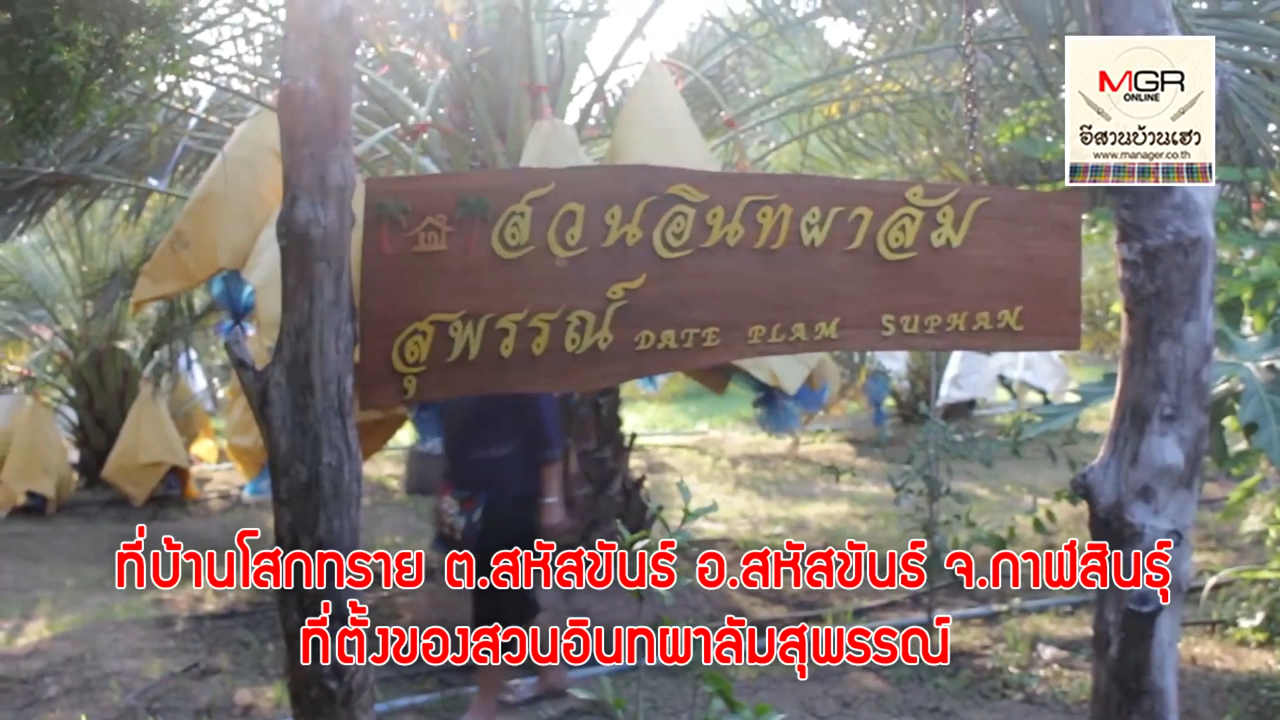 MGR
ONLINE
อีสานบ้านเฮา
www.manager.co.th
สวนอินทผาลัม
สุพรรณ์ DATE PLAM SUPHAN
ที่บ้านโสกทราย ต.สหัสขันธ์ อ.สหัสขันธ์ จ.กาฬสินธุ์
ที่ตั้งของสวนอินทผาลัมสุพรรณ์